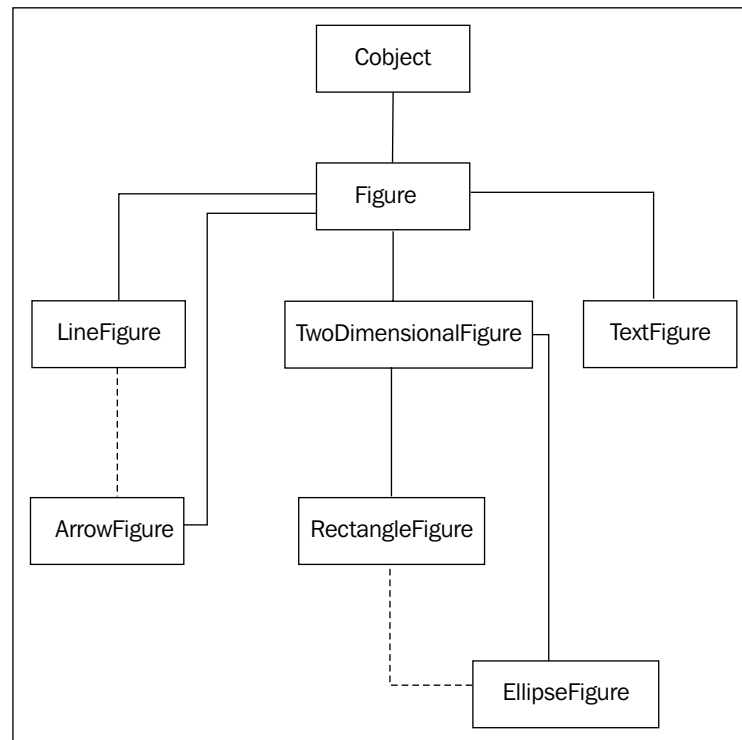 Cobject
Figure
LineFigure
TwoDimensionalFigure
TextFigure
ArrowFigure
RectangleFigure
EllipseFigure